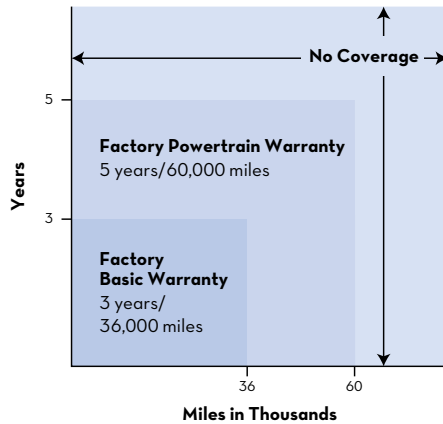 No Coverage
5
Factory Powertrain Warranty
5 years/60,000 miles
Years
3
Factory
Basic Warranty
3 years/
36,000 miles
36
60
Miles in Thousands